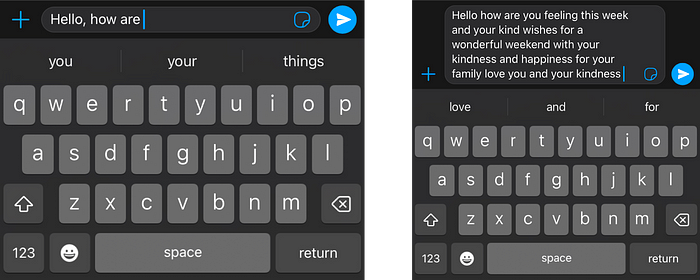 Hello, how are
you your things
q w e r t y u i o p
a s d f g h j k l
z x c v b n m
123 space return
Hello how are you feeling this week
and your kind wishes for a
wonderful weekend with your
kindness and happiness for your
family love you and your kindness
love and for
q w e r t y u i o p
a s d f g h j k l
z x c v b n m
123 space return